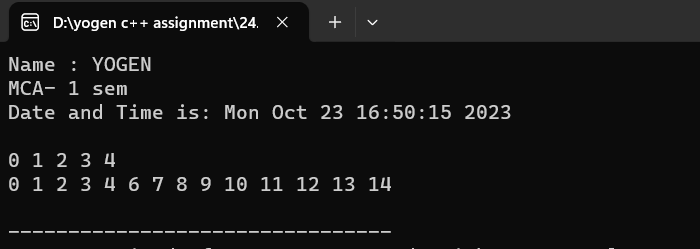 D:\yogen c++ assignment\24.
Name : YOGEN
MCA- 1 sem
Date and Time is: Mon Oct 23 16:50:15 2023
0 1 2 3 4
0 1 2 3 4 6 7 8 9 10 11 12 13 14
--------------------------------